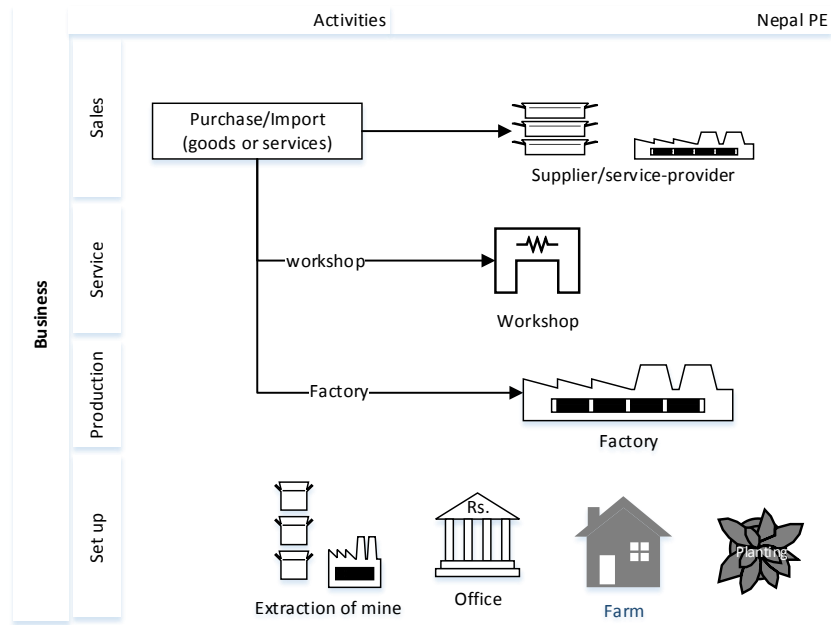 Activities
Nepal PE
Business
Sales
Purchase/Import
(goods or services)
Supplier/service-provider
Service
workshop
Workshop
Production
Factory
Factory
Set up
Rs.
Planting
Extraction of mine
Office
Farm